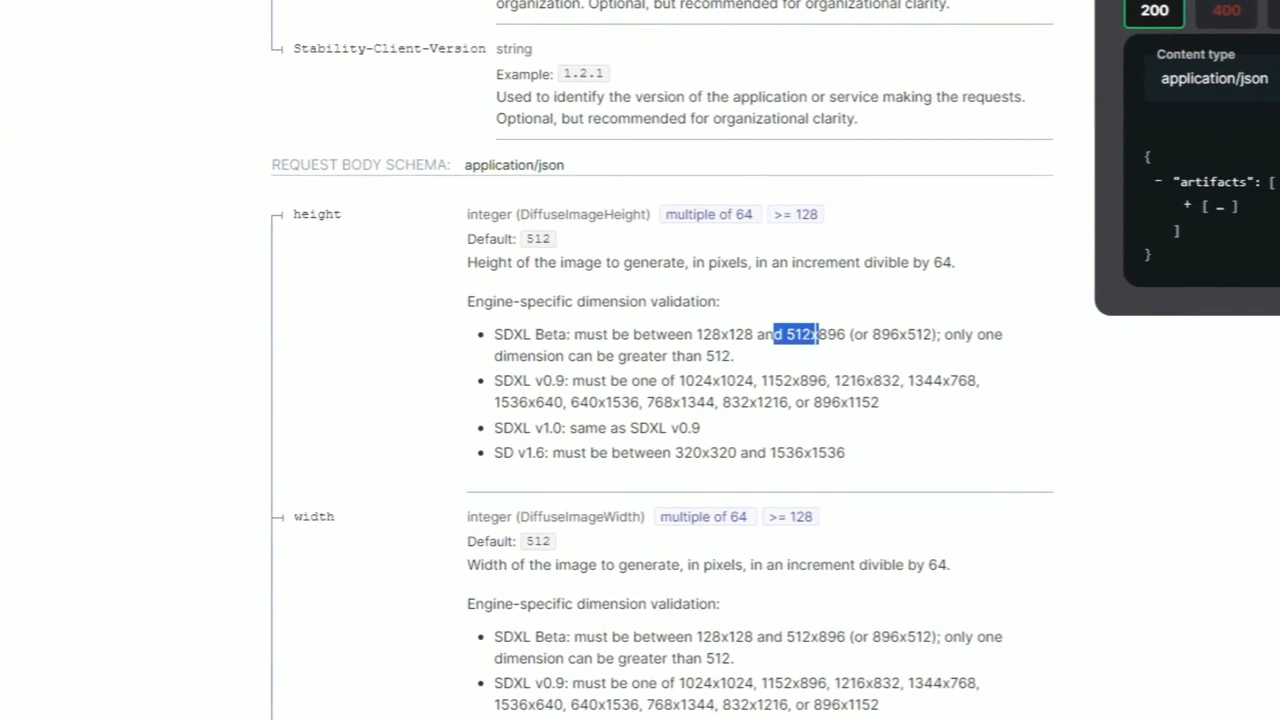 organization. Optional, but recommended for organizational clarity.
Stability-Client-Version string
Example: 1.2.1
Used to identify the version of the application or service making the requests.
Optional, but recommended for organizational clarity.
REQUEST BODY SCHEMA: application/json
height integer (DiffuseImageHeight) multiple of 64 >= 128
Default: 512
Height of the image to generate, in pixels, in an increment divible by 64.
Engine-specific dimension validation:
• SDXL Beta: must be between 128x128 and 512x896 (or 896x512); only one
dimension can be greater than 512.
• SDXL v0.9: must be one of 1024x1024, 1152x896, 1216x832, 1344x768,
1536x640, 640x1536, 768x1344, 832x1216, or 896x1152
• SDXL v1.0: same as SDXL v0.9
• SD v1.6: must be between 320x320 and 1536x1536
width integer (DiffuseImageWidth) multiple of 64 >= 128
Default: 512
Width of the image to generate, in pixels, in an increment divible by 64.
Engine-specific dimension validation:
• SDXL Beta: must be between 128x128 and 512x896 (or 896x512); only one
dimension can be greater than 512.
• SDXL v0.9: must be one of 1024x1024, 1152x896, 1216x832, 1344x768,
1536x640, 640x1536, 768x1344, 832x1216, or 896x1152
200 400
Content type
application/json
{
− "artifacts": [
+ [ … ]
]
}